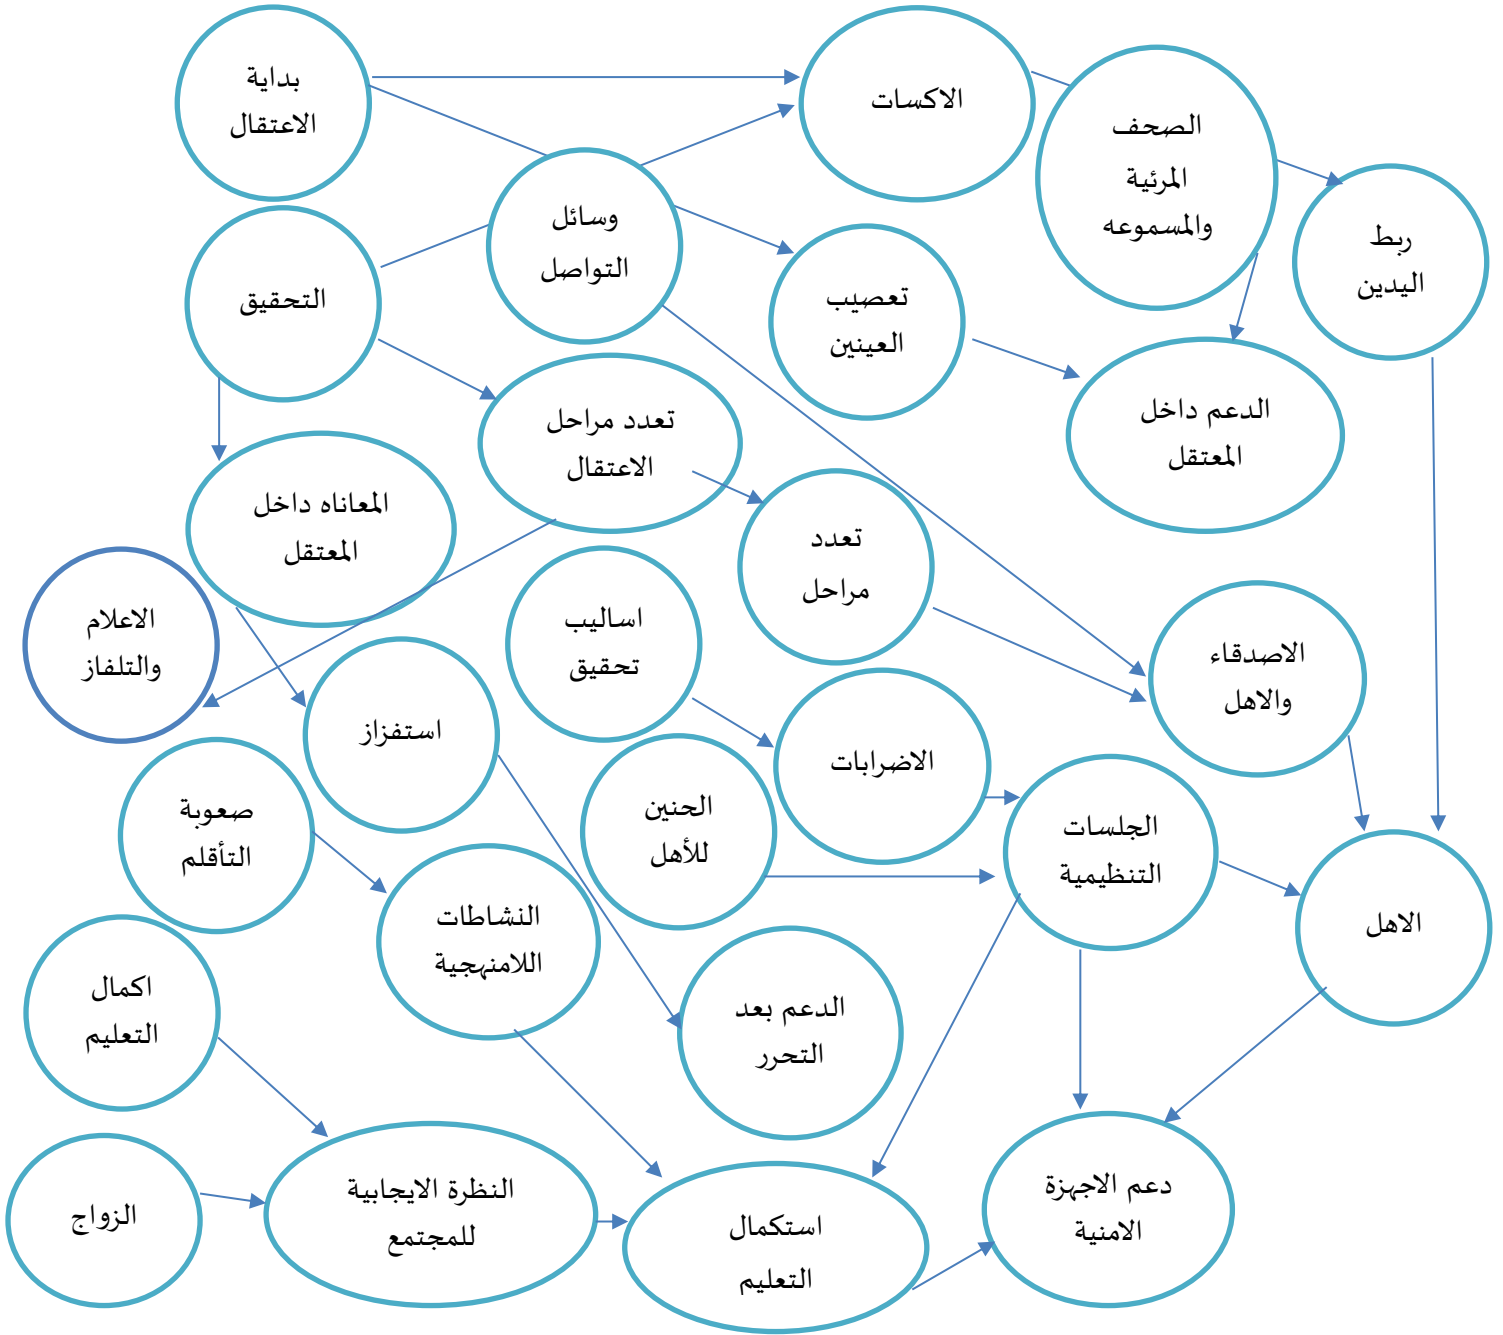 بداية
الاعتقال
الاكسات
الصحف
المرئية
والمسموعه
ربط
اليدين
وسائل
التواصل
التحقيق
تعصيب
العينين
تعدد مراحل
الاعتقال
الدعم داخل
المعتقل
المعاناه داخل
المعتقل
تعدد
مراحل
الاعلام
والتلفاز
اساليب
تحقيق
الاصدقاء
والاهل
استفزاز
الاضرابات
صعوبة
التأقلم
الحنين
للأهل
الجلسات
التنظيمية
النشاطات
اللامنهجية
الاهل
اكمال
التعليم
الدعم بعد
التحرر
الزواج
النظرة الايجابية
للمجتمع
استكمال
التعليم
دعم الاجهزة
الامنية